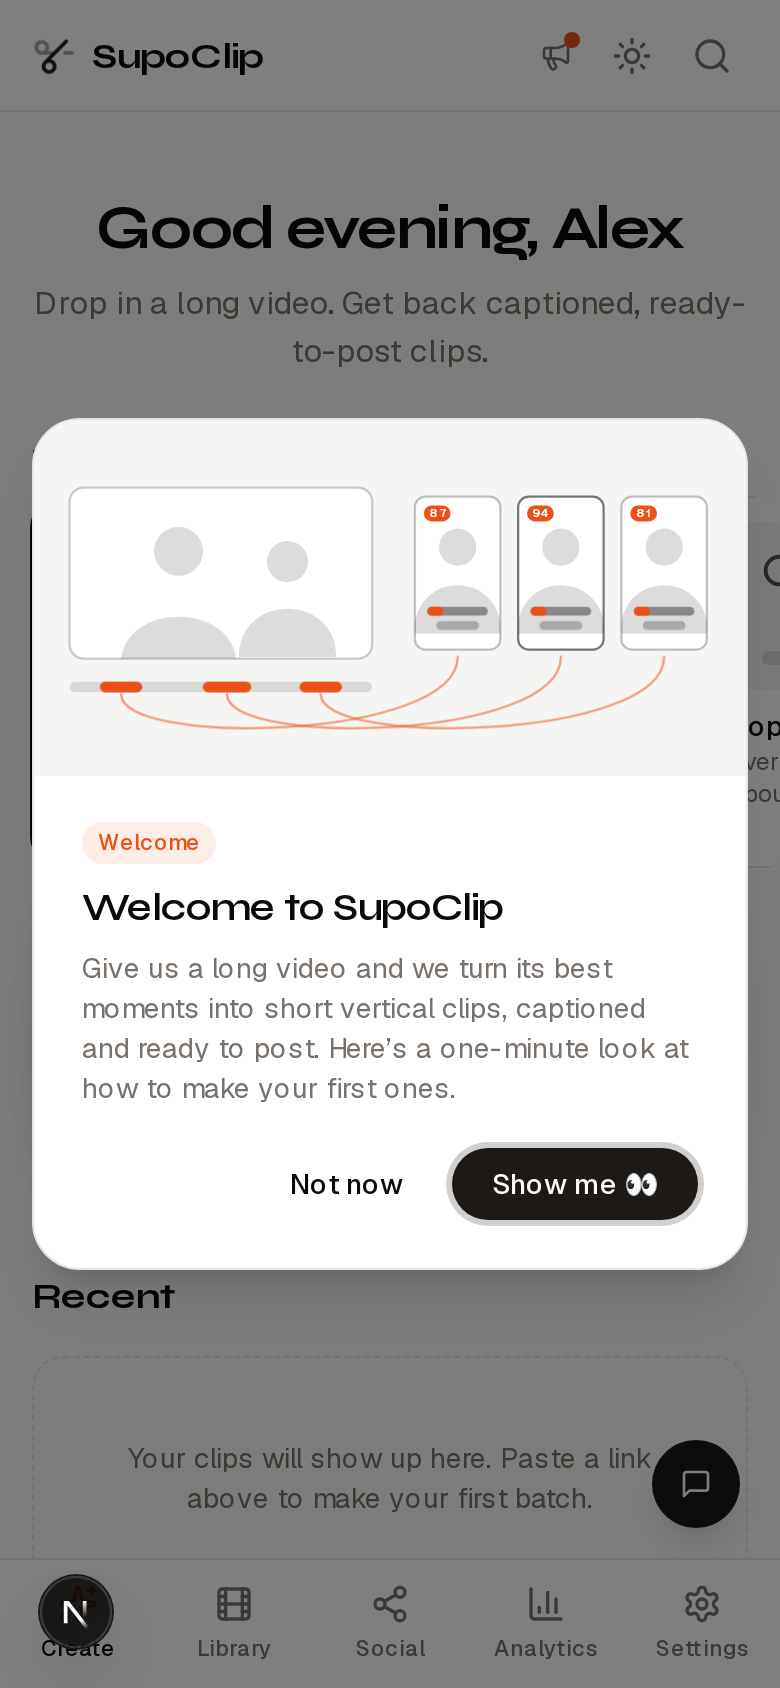 SupoClip
Good evening, Alex
Drop in a long video. Get back captioned, ready-
to-post clips.
87
94
81
Welcome
Welcome to SupoClip
Give us a long video and we turn its best
moments into short vertical clips, captioned
and ready to post. Here’s a one-minute look at
how to make your first ones.
Not now
Show me 👀
Recent
Your clips will show up here. Paste a link
above to make your first batch.
N
Create
Library
Social
Analytics
Settings